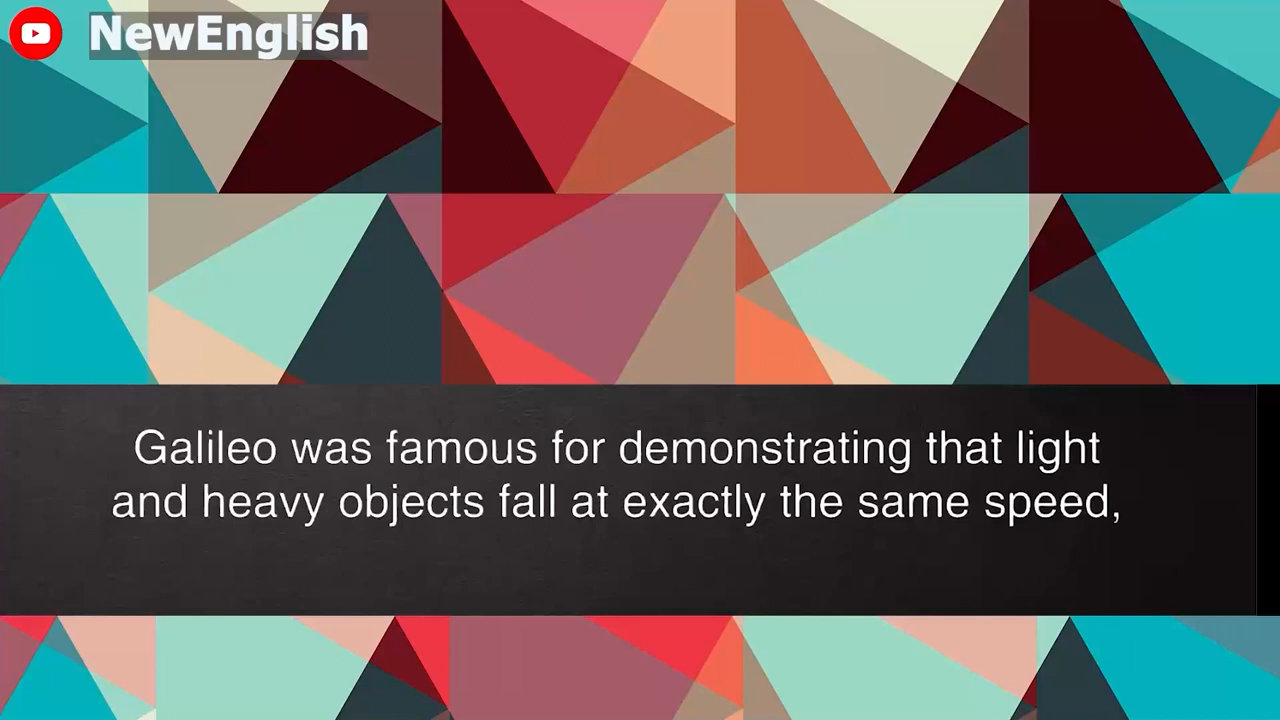 NewEnglish
Galileo was famous for demonstrating that light
and heavy objects fall at exactly the same speed,